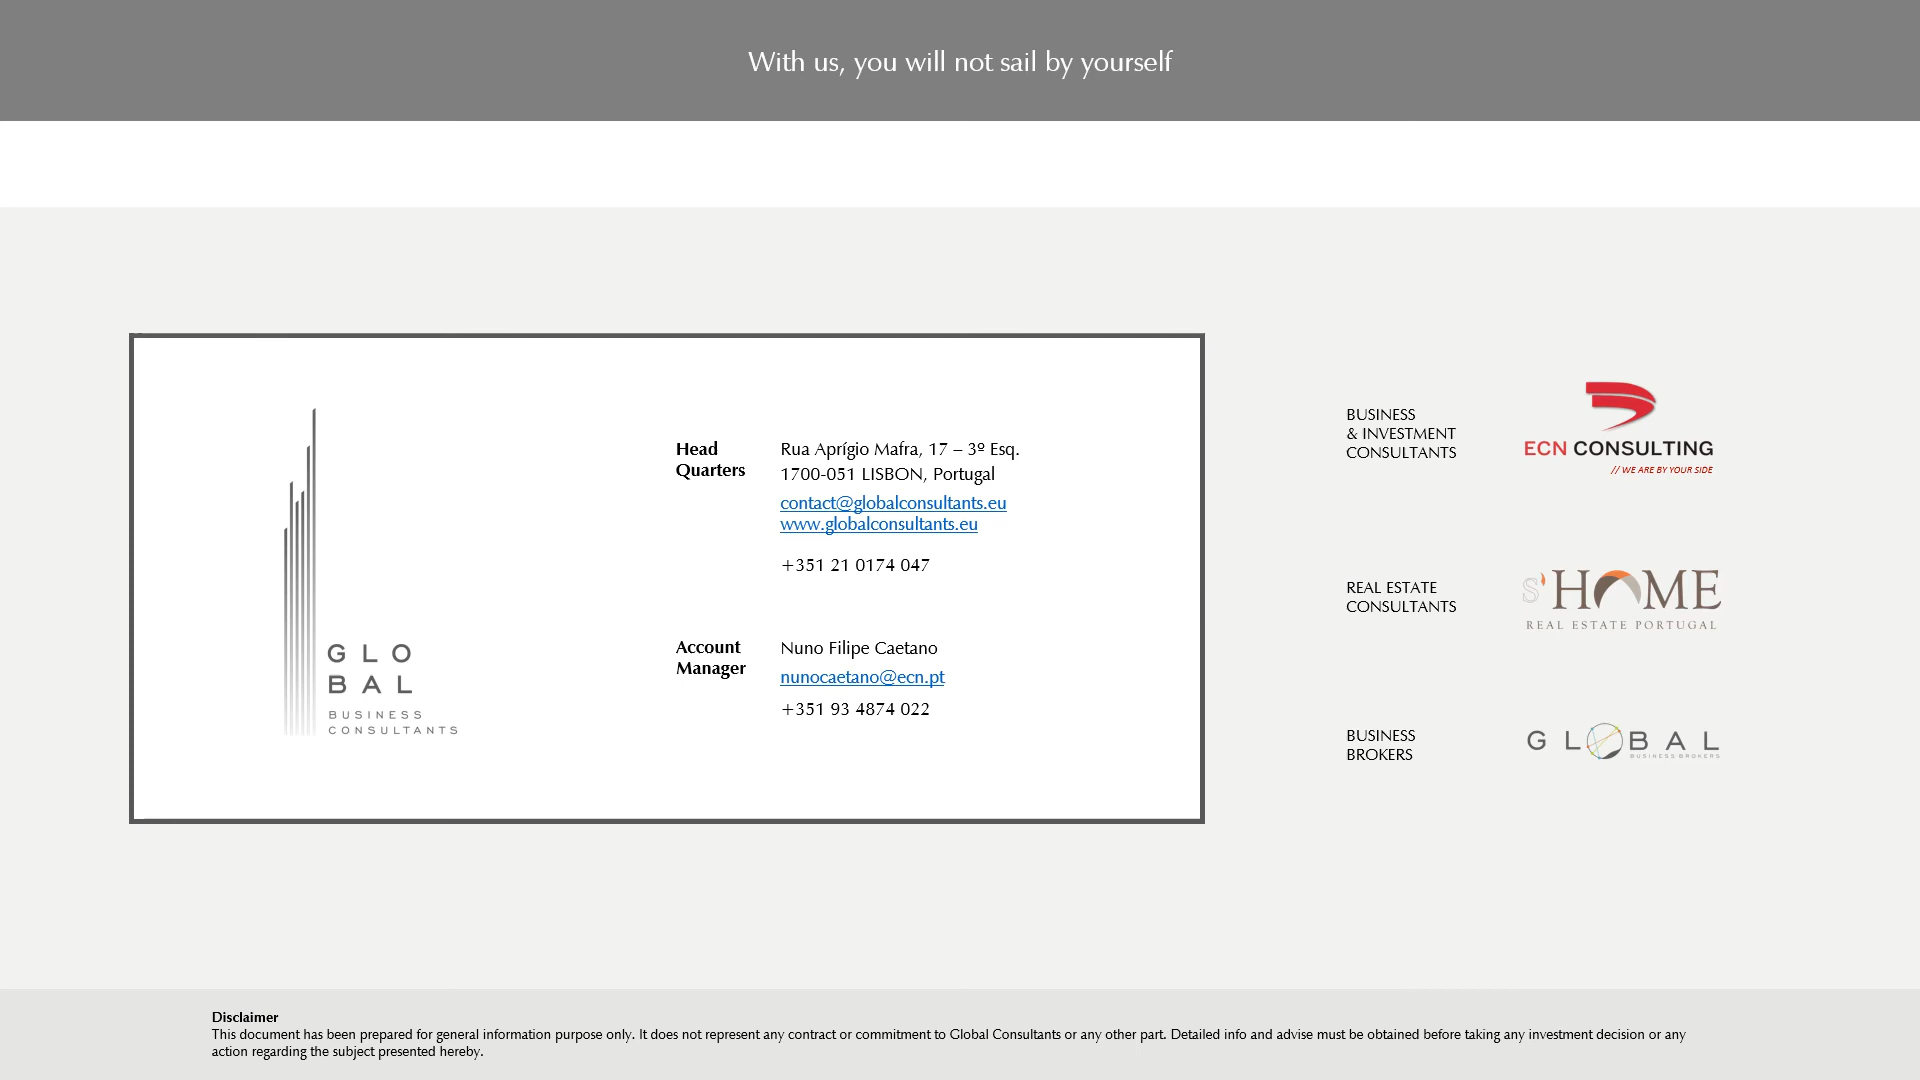 With us, you will not sail by yourself
Head
Quarters
Rua Aprígio Mafra, 17 – 3º Esq.
1700-051 LISBON, Portugal
contact@globalconsultants.eu
www.globalconsultants.eu
+351 21 0174 047
Account
Manager
Nuno Filipe Caetano
nunocaetano@ecn.pt
+351 93 4874 022
GLO
BAL
BUSINESS
CONSULTANTS
BUSINESS
& INVESTMENT
CONSULTANTS
ECN CONSULTING
// WE ARE BY YOUR SIDE
REAL ESTATE
CONSULTANTS
s'HOME
REAL ESTATE PORTUGAL
BUSINESS
BROKERS
GLOBAL
BUSINESS BROKERS
Disclaimer
This document has been prepared for general information purpose only. It does not represent any contract or commitment to Global Consultants or any other part. Detailed info and advise must be obtained before taking any investment decision or any
action regarding the subject presented hereby.